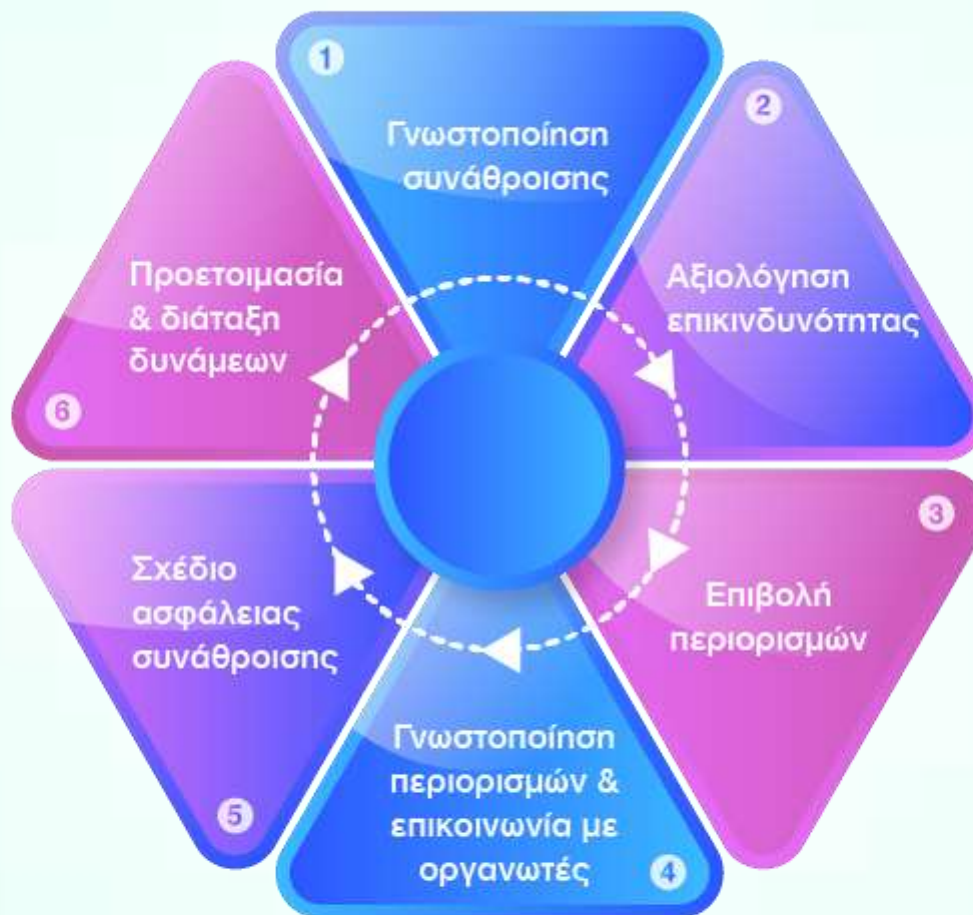 1
Γνωστοποίηση
συνάθροισης
2
Αξιολόγηση
επικινδυνότητας
3
Επιβολή
περιορισμών
Γνωστοποίηση
περιορισμών &
επικοινωνία με
οργανωτές
4
Σχέδιο
ασφάλειας
συνάθροισης
5
Προετοιμασία
& διάταξη
δυνάμεων
6